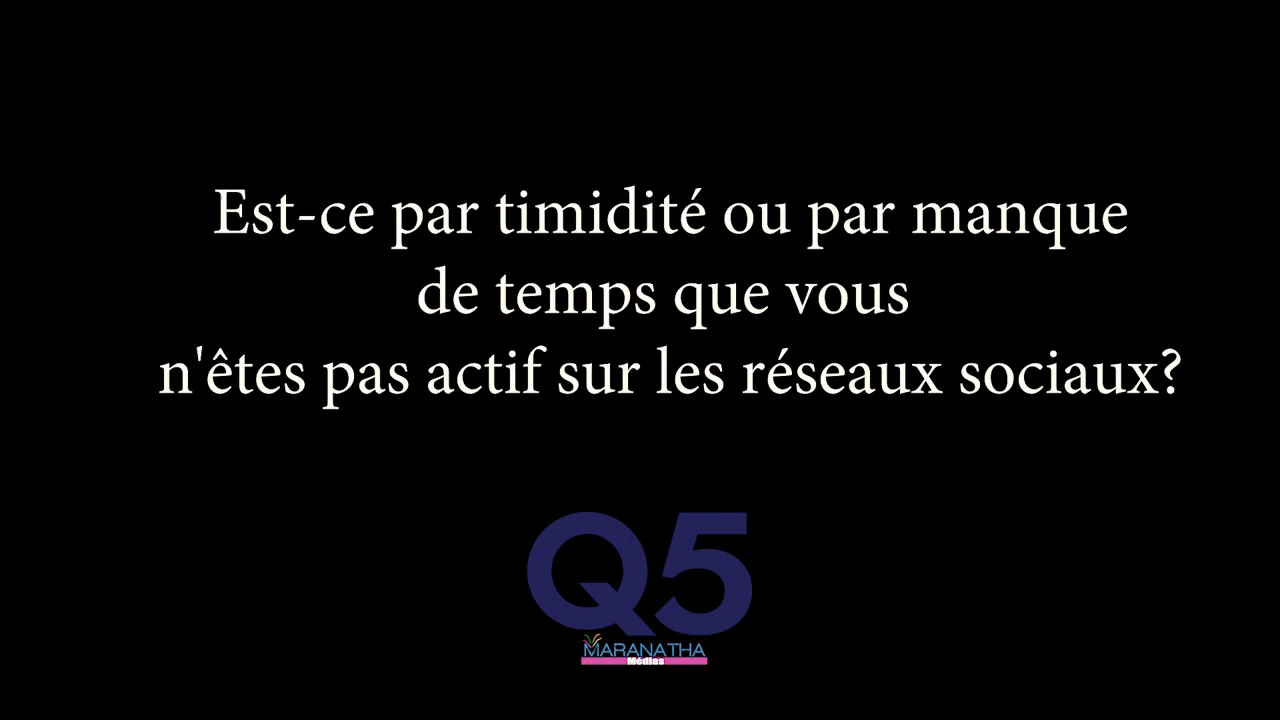 Est-ce par timidité ou par manque
de temps que vous
n'êtes pas actif sur les réseaux sociaux?
Q5
MARANATHA
Médias